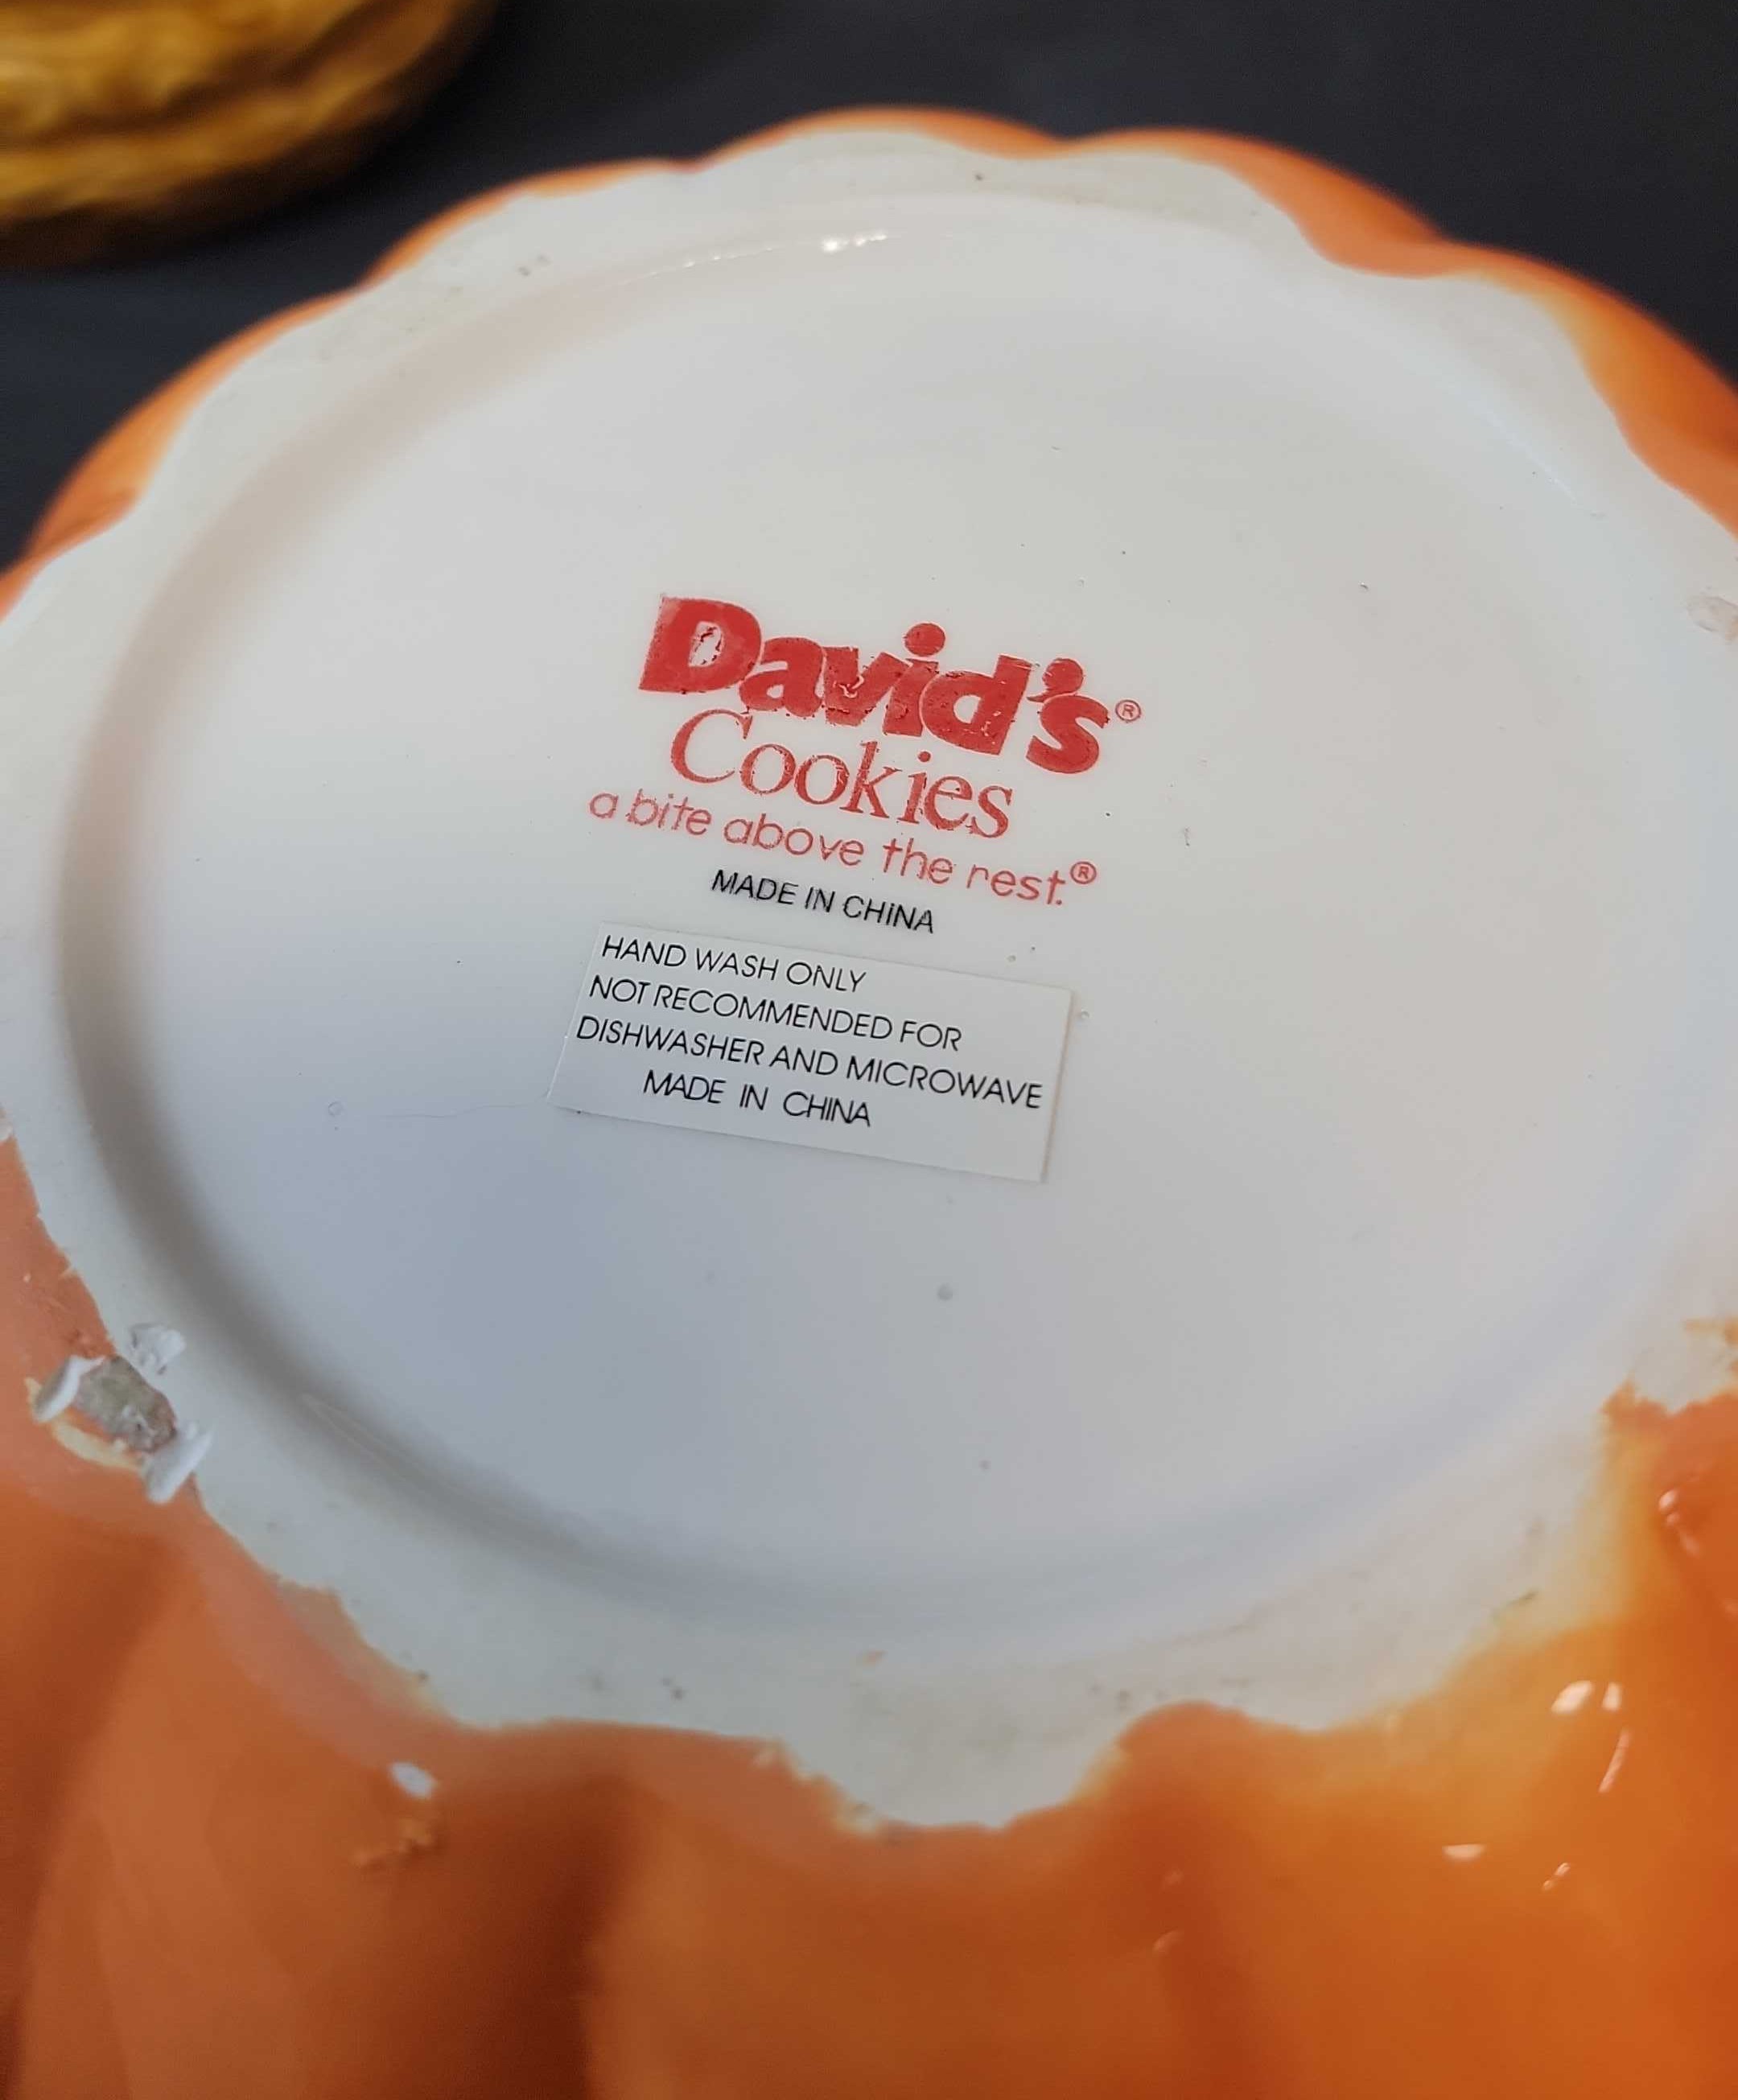 David's®
Cookies
a bite above the rest.®
MADE IN CHINA
HAND WASH ONLY
NOT RECOMMENDED FOR
DISHWASHER AND MICROWAVE
MADE IN CHINA